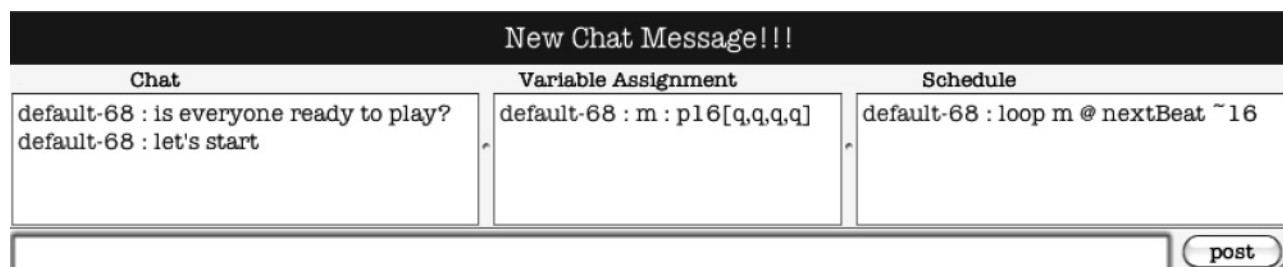 New Chat Message!!!
Chat
default-68 : is everyone ready to play?
default-68 : let's start
Variable Assignment
default-68 : m : p16[q,q,q,q]
Schedule
default-68 : loop m @ nextBeat ~16
post